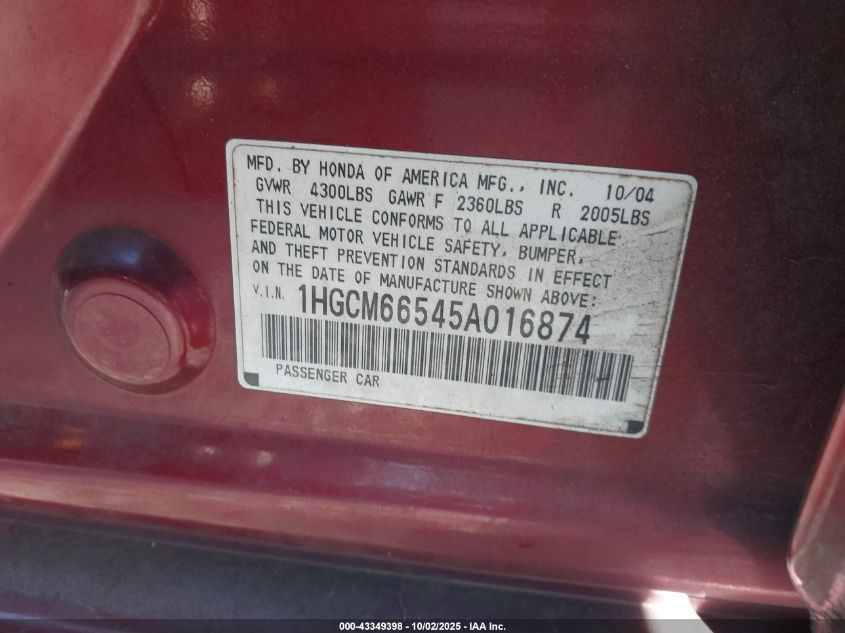 MFD. BY HONDA OF AMERICA MFG., INC. 10/04
GVWR 4300LBS GAWR F 2360LBS R 2005LBS
THIS VEHICLE CONFORMS TO ALL APPLICABLE
FEDERAL MOTOR VEHICLE SAFETY, BUMPER,
AND THEFT PREVENTION STANDARDS IN EFFECT
ON THE DATE OF MANUFACTURE SHOWN ABOVE:
V.I.N. 1HGCM66545A016874
PASSENGER CAR
000-43349398 - 10/02/2025 - IAA Inc.